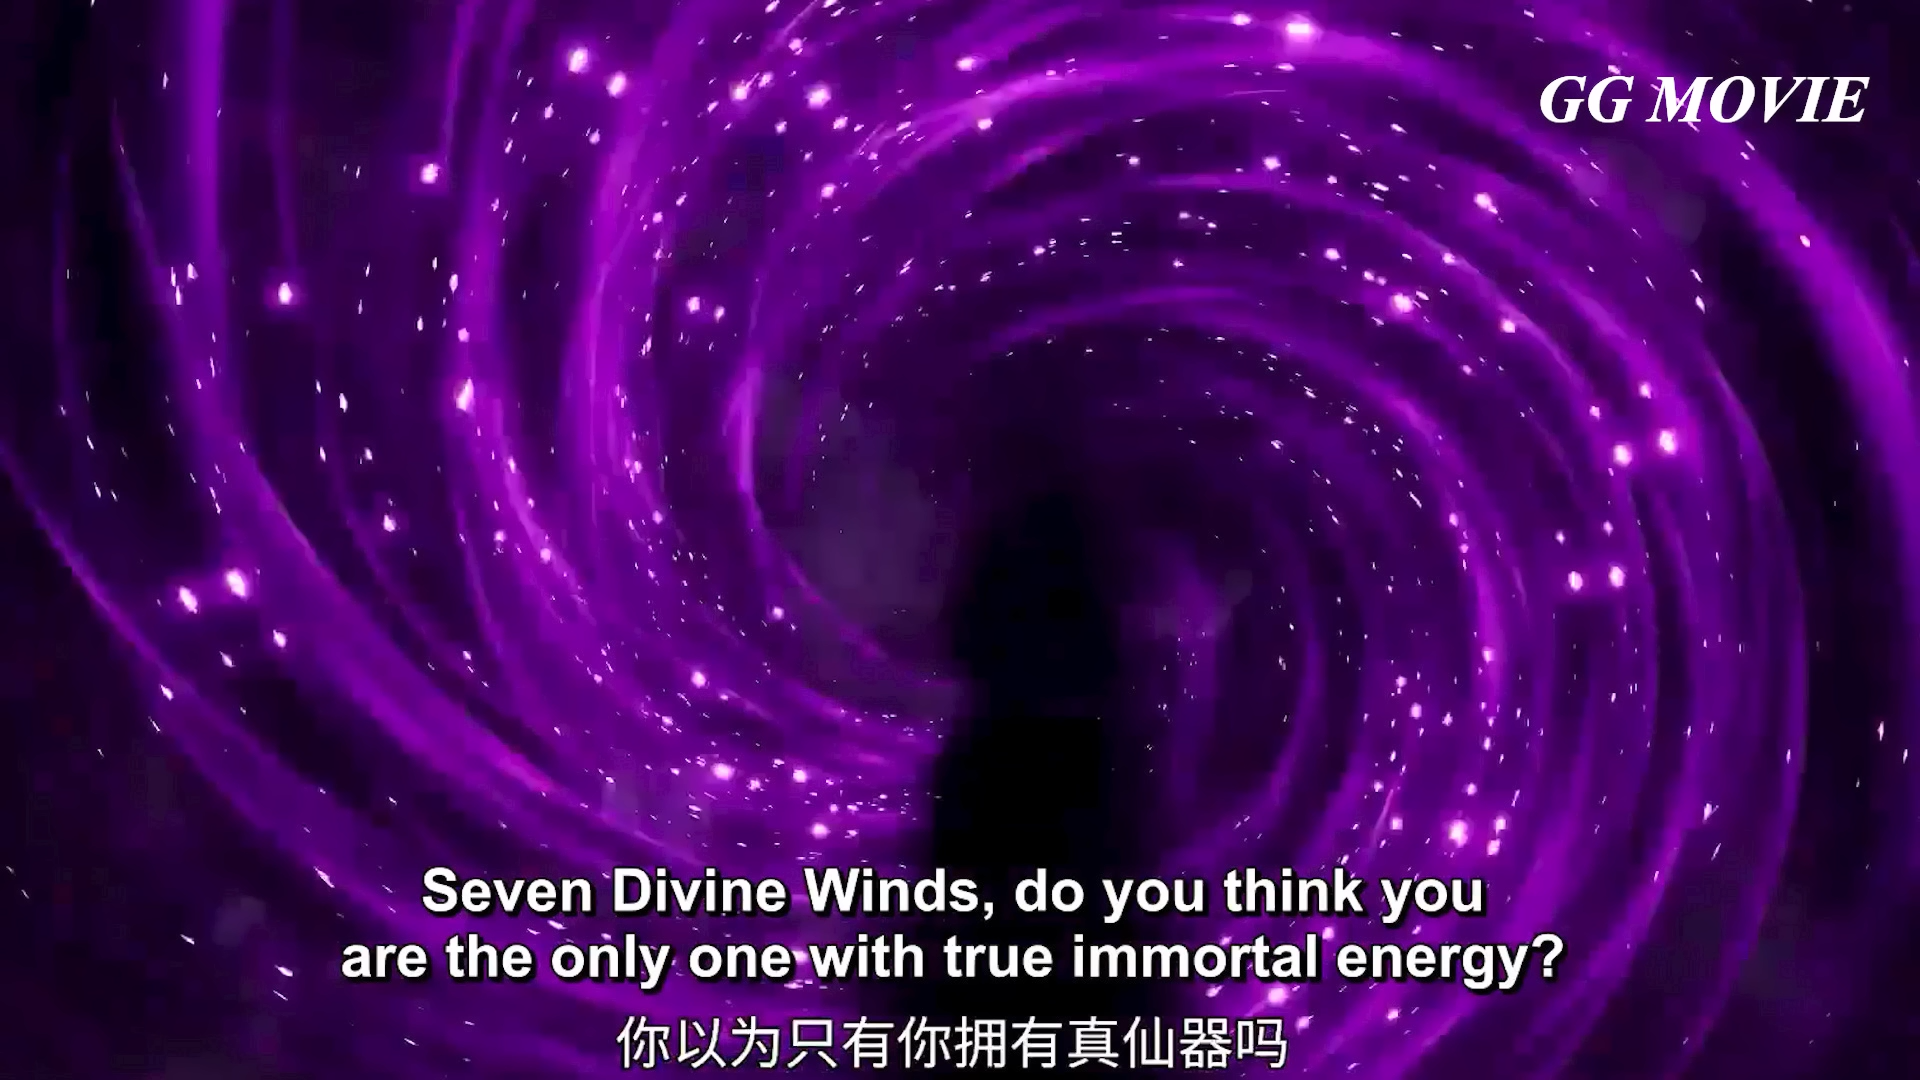 GG MOVIE
Seven Divine Winds, do you think you
are the only one with true immortal energy?
你以为只有你拥有真仙器吗